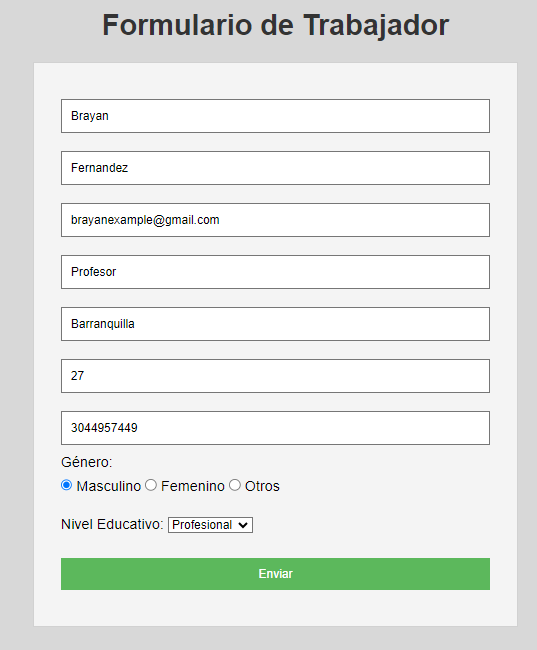 Formulario de Trabajador
Brayan
Fernandez
brayanexample@gmail.com
Profesor
Barranquilla
27
3044957449
Género:
Masculino Femenino Otros
Nivel Educativo: Profesional
Enviar